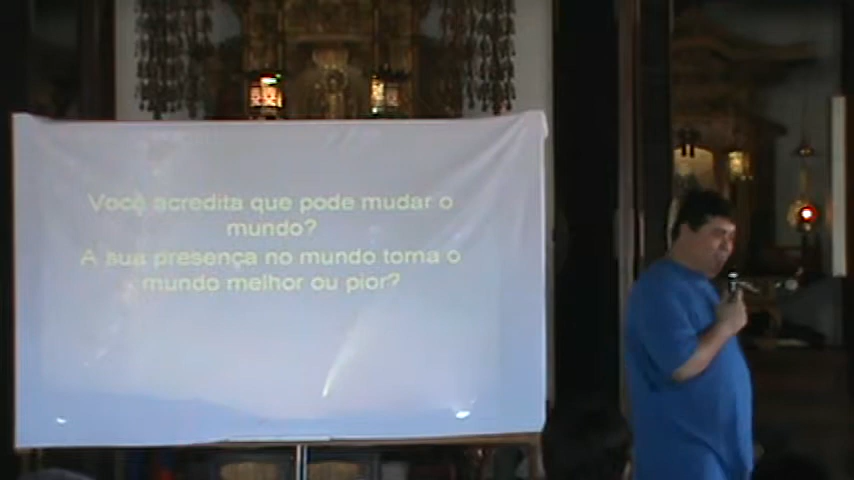 Você acredita que pode mudar o
mundo?
A sua presença no mundo torna o
mundo melhor ou pior?